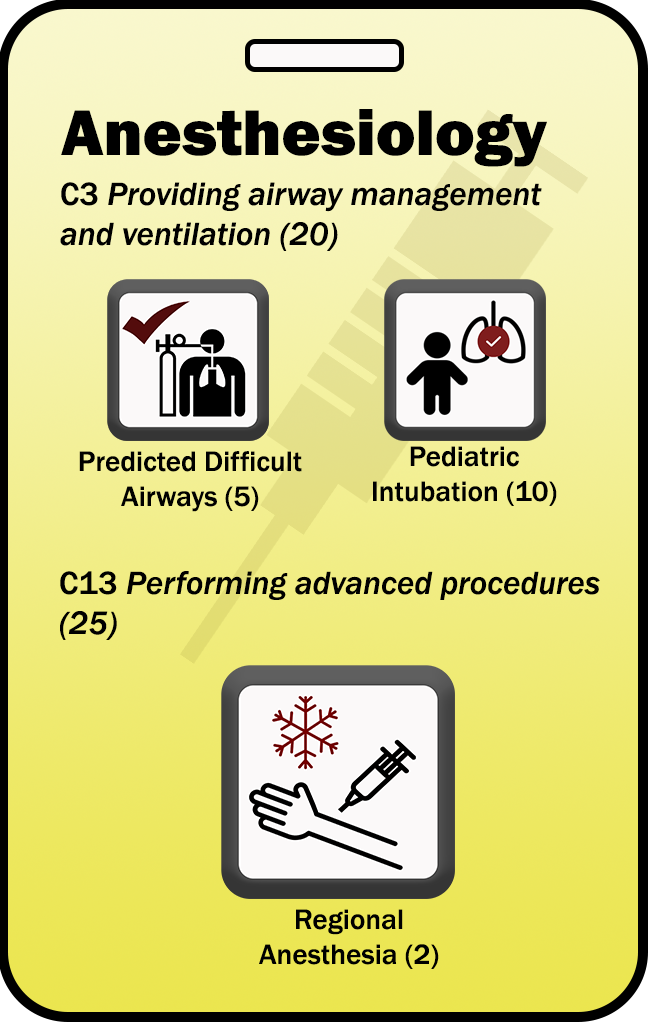 Anesthesiology
C3 Providing airway management
and ventilation (20)
Predicted Difficult
Airways (5)
Pediatric
Intubation (10)
C13 Performing advanced procedures
(25)
Regional
Anesthesia (2)